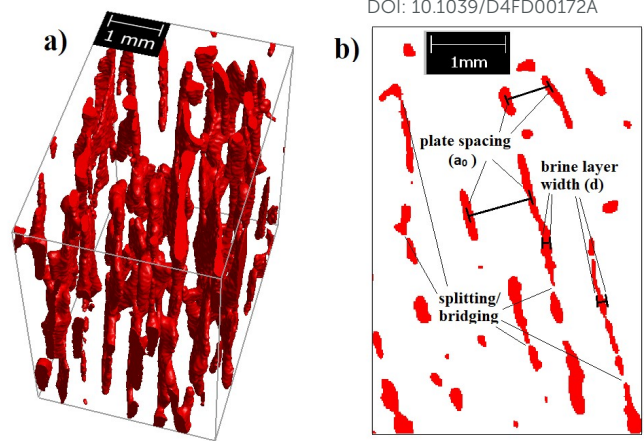 DOI: 10.1039/D4FD00172A
a)
1 mm
b)
1mm
plate spacing
(a₀ )
brine layer
width (d)
splitting/
bridging